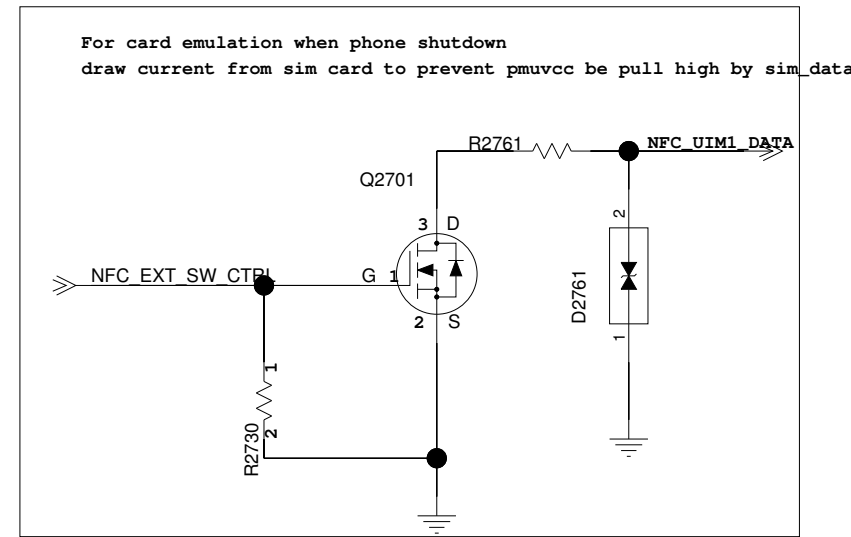 For card emulation when phone shutdown
draw current from sim card to prevent pmuvcc be pull high by sim_data
R2761
NFC_UIM1_DATA
Q2701
3 D
2
NFC_EXT_SW_CTRL
G 1
D2761
2 S
1
1
R2730
2